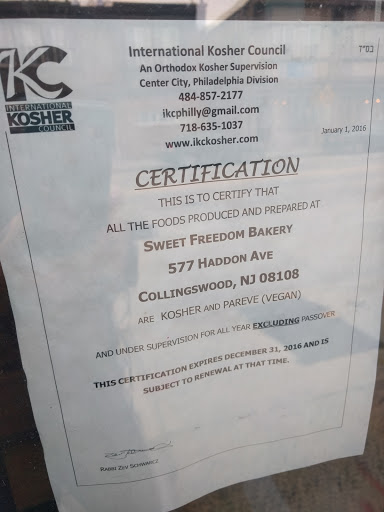 International Kosher Council
בס״ד
An Orthodox Kosher Supervision
Center City, Philadelphia Division
484-857-2177
ikcphilly@gmail.com
718-635-1037
www.ikckosher.com
January 1, 2016
IKC
INTERNATIONAL
KOSHER
COUNCIL
CERTIFICATION
THIS IS TO CERTIFY THAT
ALL THE FOODS PRODUCED AND PREPARED AT
SWEET FREEDOM BAKERY
577 HADDON AVE
COLLINGSWOOD, NJ 08108
ARE KOSHER AND PAREVE (VEGAN)
AND UNDER SUPERVISION FOR ALL YEAR EXCLUDING PASSOVER
THIS CERTIFICATION EXPIRES DECEMBER 31, 2016 AND IS
SUBJECT TO RENEWAL AT THAT TIME.
RABBI ZEV SCHWARCZ